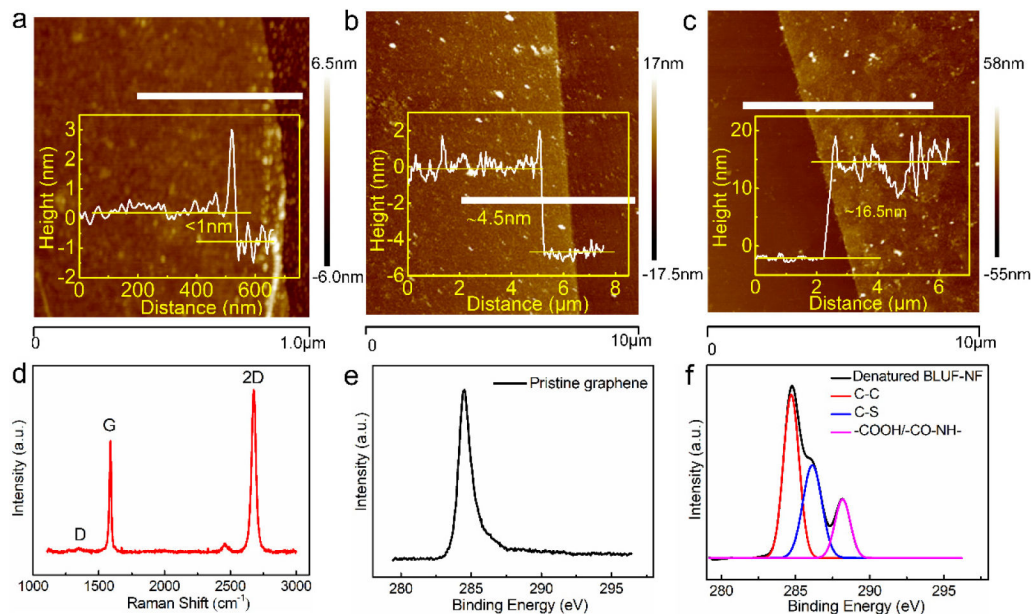 a
6.5nm
-6.0nm
3
2
1
0
-1
-2
Height (nm)
<1nm
0 200 400 600
Distance (nm)
0 1.0μm
b
17nm
-17.5nm
2
0
-2
-4
-6
Height (nm)
~4.5nm
0 2 4 6 8
Distance (μm)
0 10μm
c
58nm
-55nm
20
10
0
Height (nm)
~16.5nm
0 2 4 6
Distance (μm)
0 10μm
d
2D
G
D
Intensity (a.u.)
1000 1500 2000 2500 3000
Raman Shift (cm-1)
e
Pristine graphene
Intensity (a.u.)
280 285 290 295
Binding Energy (eV)
f
Denatured BLUF-NF
C-C
C-S
-COOH/-CO-NH-
Intensity (a.u.)
280 285 290 295
Binding Energy (eV)